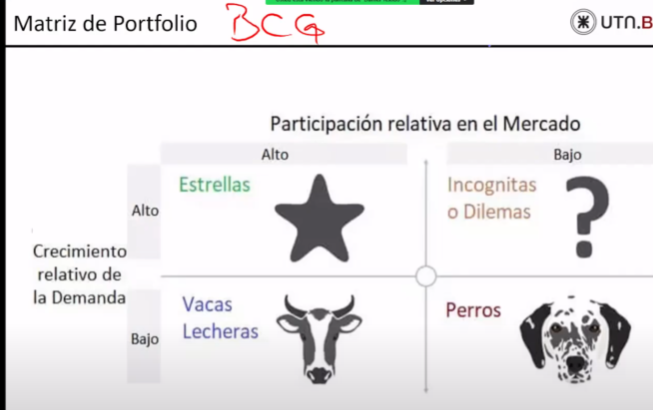 Matriz de Portfolio BCG UTN.B
Participación relativa en el Mercado
Alto Bajo
Estrellas
Incognitas
o Dilemas
Alto
Crecimiento
relativo de
la Demanda
Vacas
Lecheras
Perros
Bajo